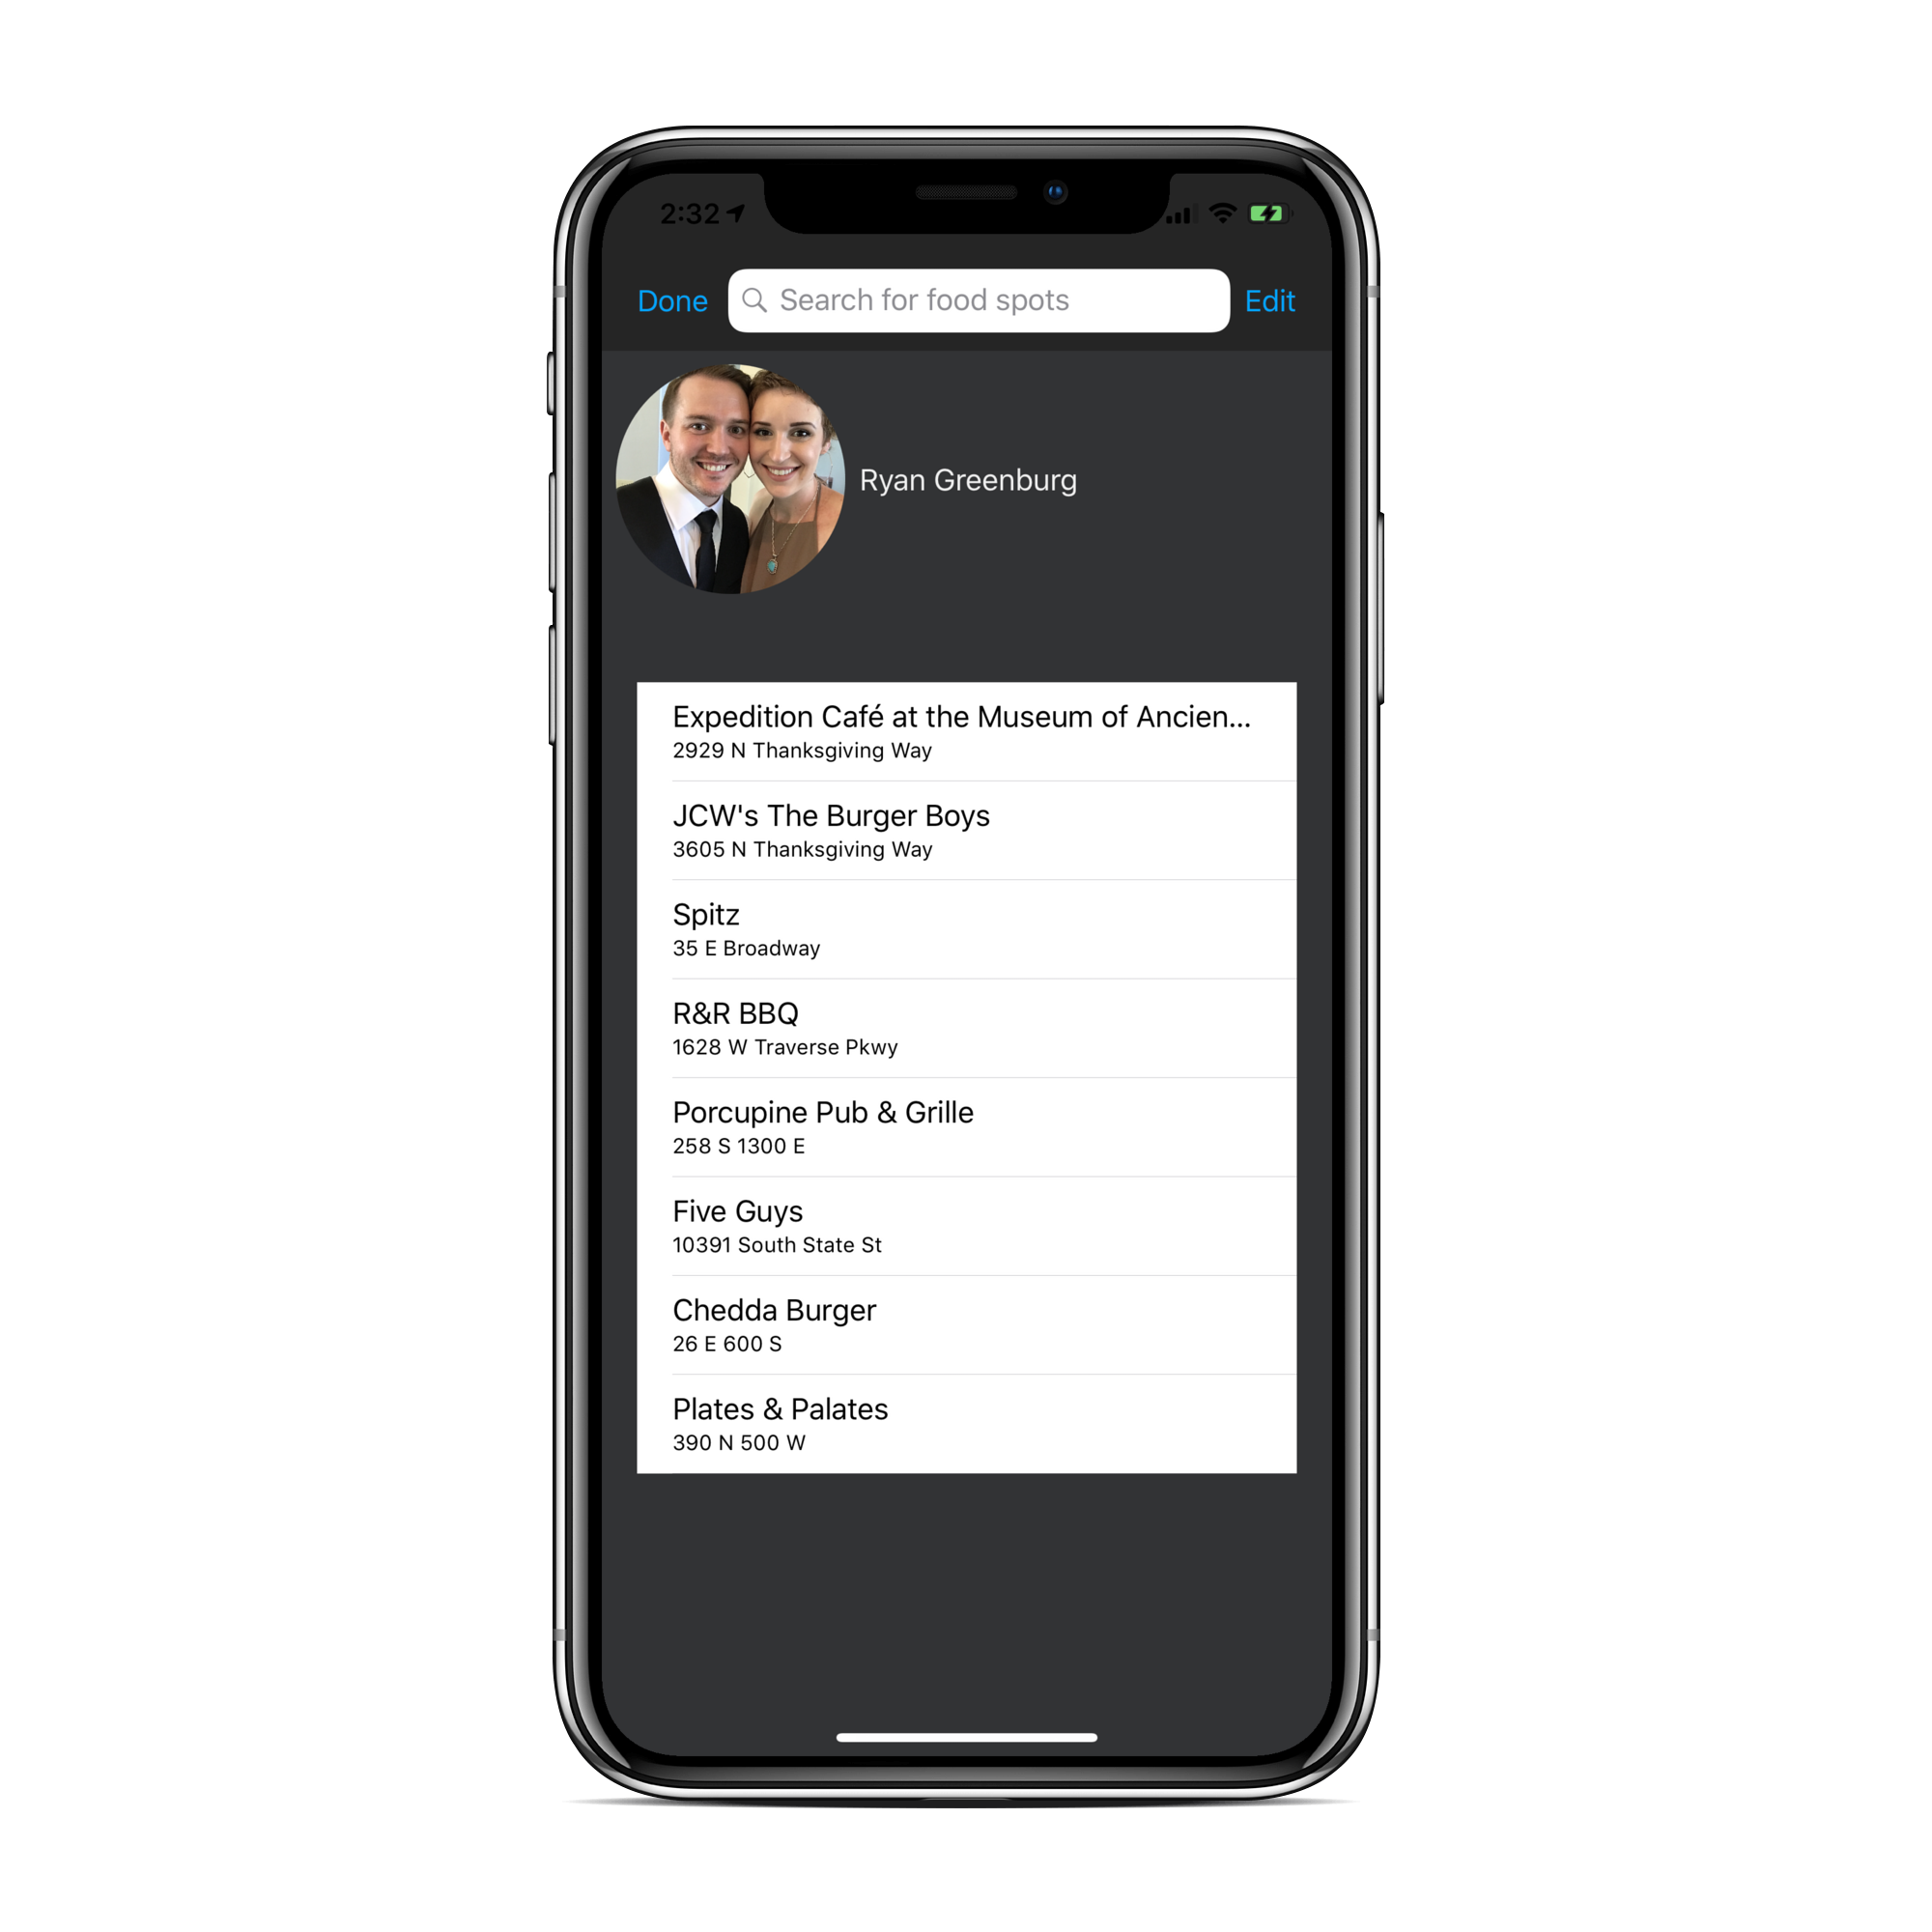 2:32
Done
Search for food spots
Edit
Ryan Greenburg
Expedition Café at the Museum of Ancien...
2929 N Thanksgiving Way
JCW's The Burger Boys
3605 N Thanksgiving Way
Spitz
35 E Broadway
R&R BBQ
1628 W Traverse Pkwy
Porcupine Pub & Grille
258 S 1300 E
Five Guys
10391 South State St
Chedda Burger
26 E 600 S
Plates & Palates
390 N 500 W